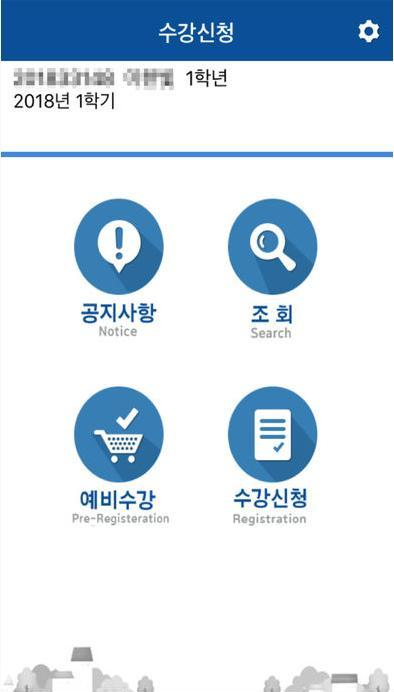 수강신청
1학년
2018년 1학기
공지사항
Notice
조 회
Search
예비수강
Pre-Registeration
수강신청
Registration